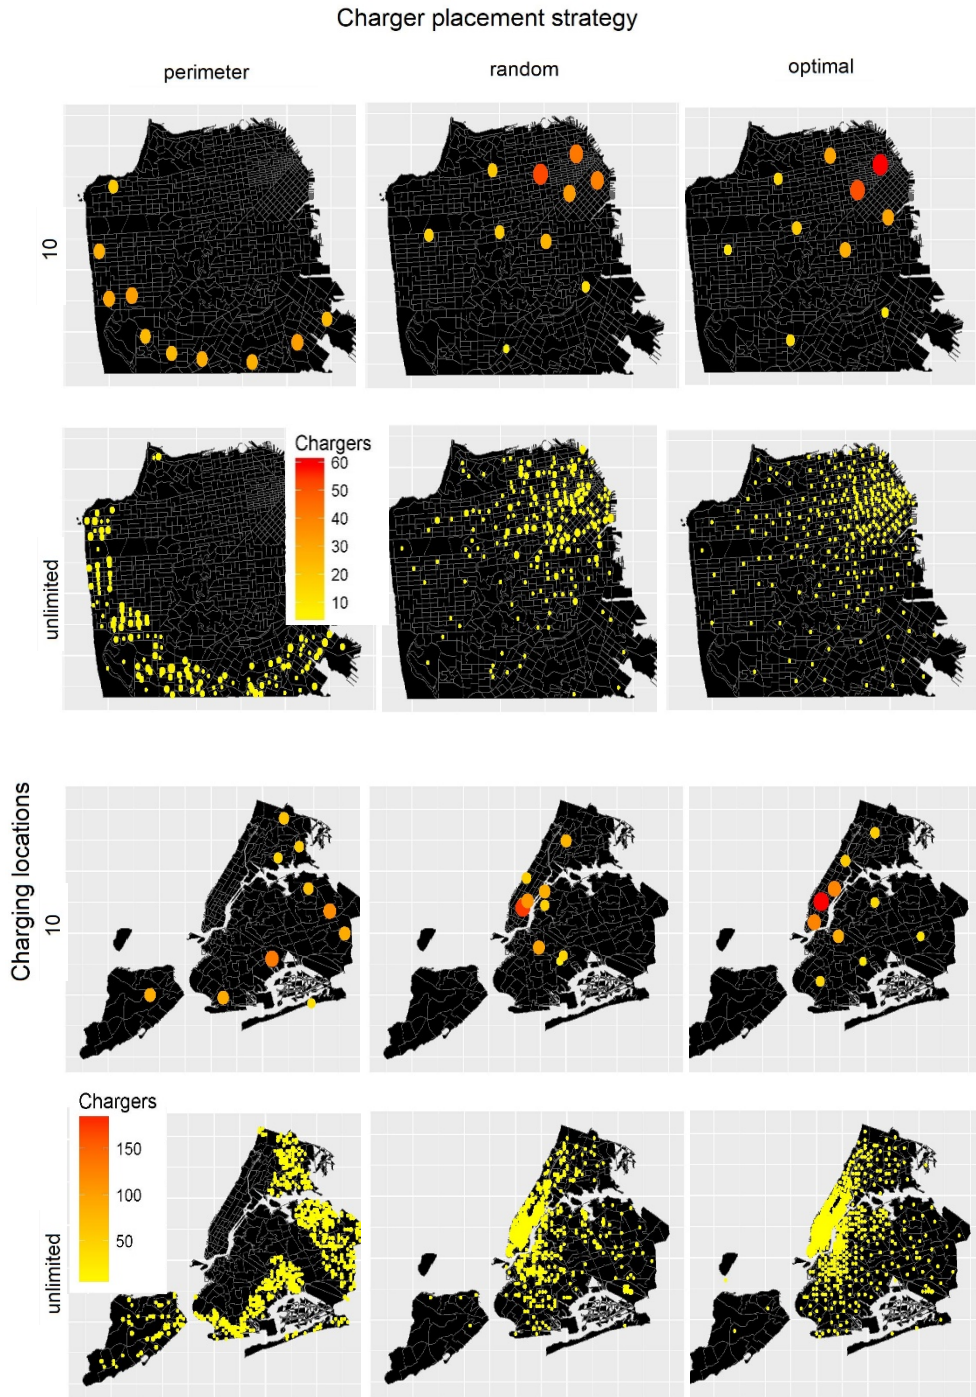 Charger placement strategy
perimeter
random
optimal
10
Chargers
60
50
40
30
20
10
unlimited
Charging locations
10
Chargers
150
100
50
unlimited